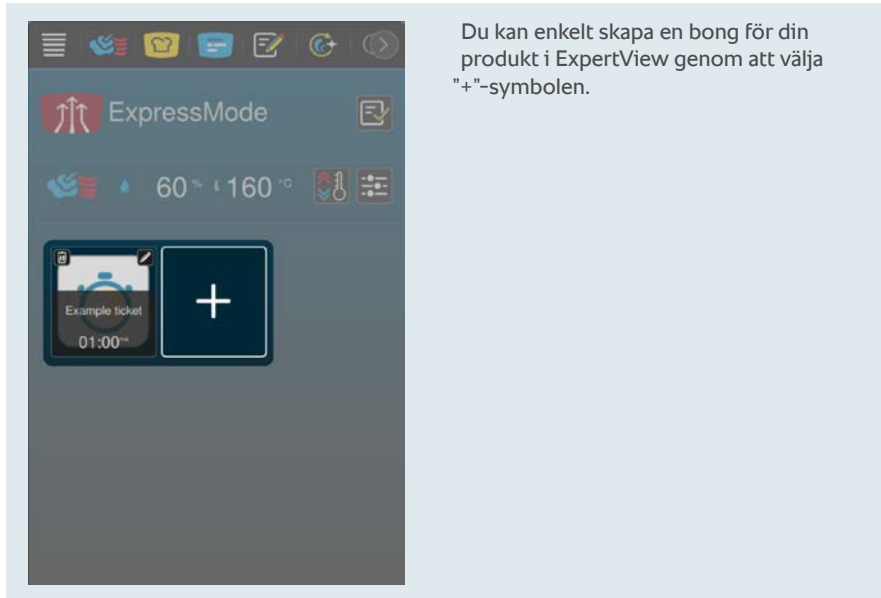 ExpressMode
60 % 160 °C
Example ticket
01:00
Du kan enkelt skapa en bong för din
produkt i ExpertView genom att välja
”+”-symbolen.